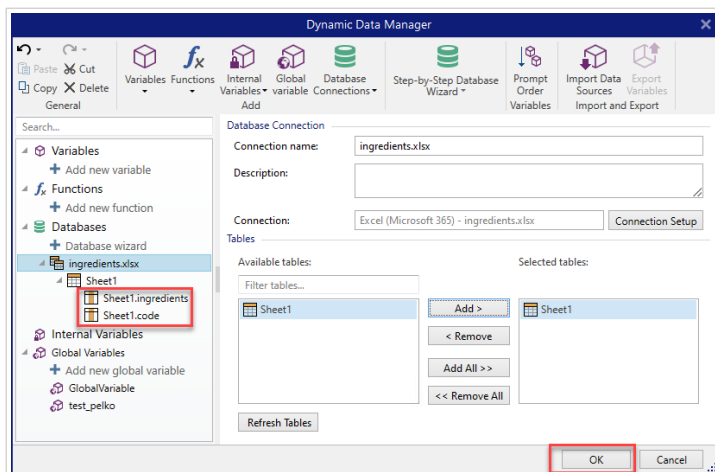 Dynamic Data Manager
Paste Cut
Copy Delete
General
Variables Functions
Internal Variables Global variable Database Connections
Add
Step-by-Step Database Wizard
Prompt Order
Variables
Import Data Sources Export Variables
Import and Export
Search...
Variables
Add new variable
Functions
Add new function
Databases
Database wizard
ingredients.xlsx
Sheet1
Sheet1.ingredients
Sheet1.code
Internal Variables
Global Variables
Add new global variable
GlobalVariable
test_pelko
Database Connection
Connection name: ingredients.xlsx
Description:
Connection: Excel (Microsoft 365) - ingredients.xlsx Connection Setup
Tables
Available tables: Selected tables:
Filter tables...
Sheet1 Add > Sheet1
< Remove
Add All >>
<< Remove All
Refresh Tables
OK Cancel